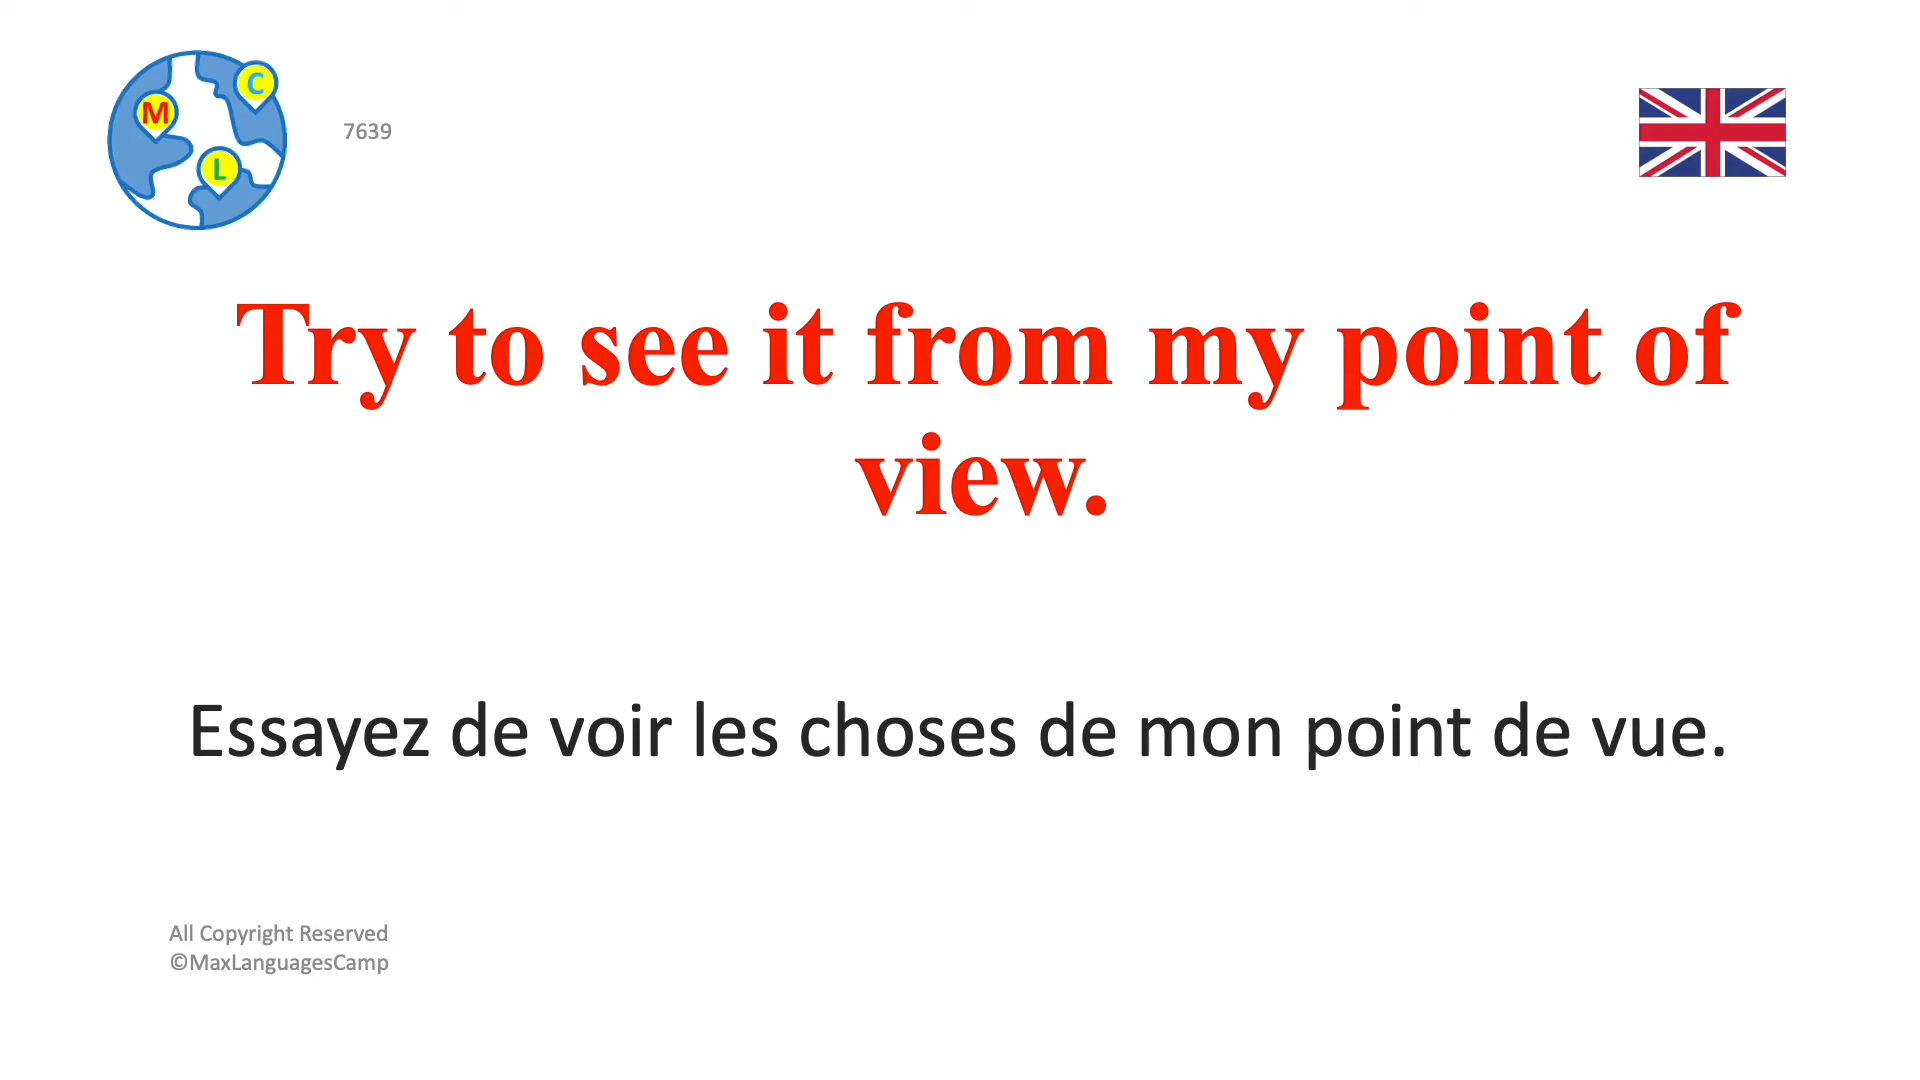 M
C
L
7639
Try to see it from my point of
view.
Essayez de voir les choses de mon point de vue.
All Copyright Reserved
©MaxLanguagesCamp